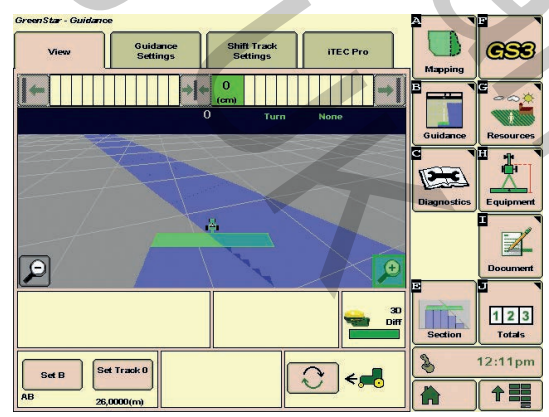 GreenStar - Guidance
View
Guidance Settings
Shift Track Settings
iTEC Pro
0
(cm)
0 Turn None
3D
Diff
Set B
Set Track 0
AB
26,0000(m)
A
Mapping
F
GS3
B
Guidance
G
Resources
C
Diagnostics
H
Equipment
I
Document
E
Section
J
1 2 3
Totals
12:11pm